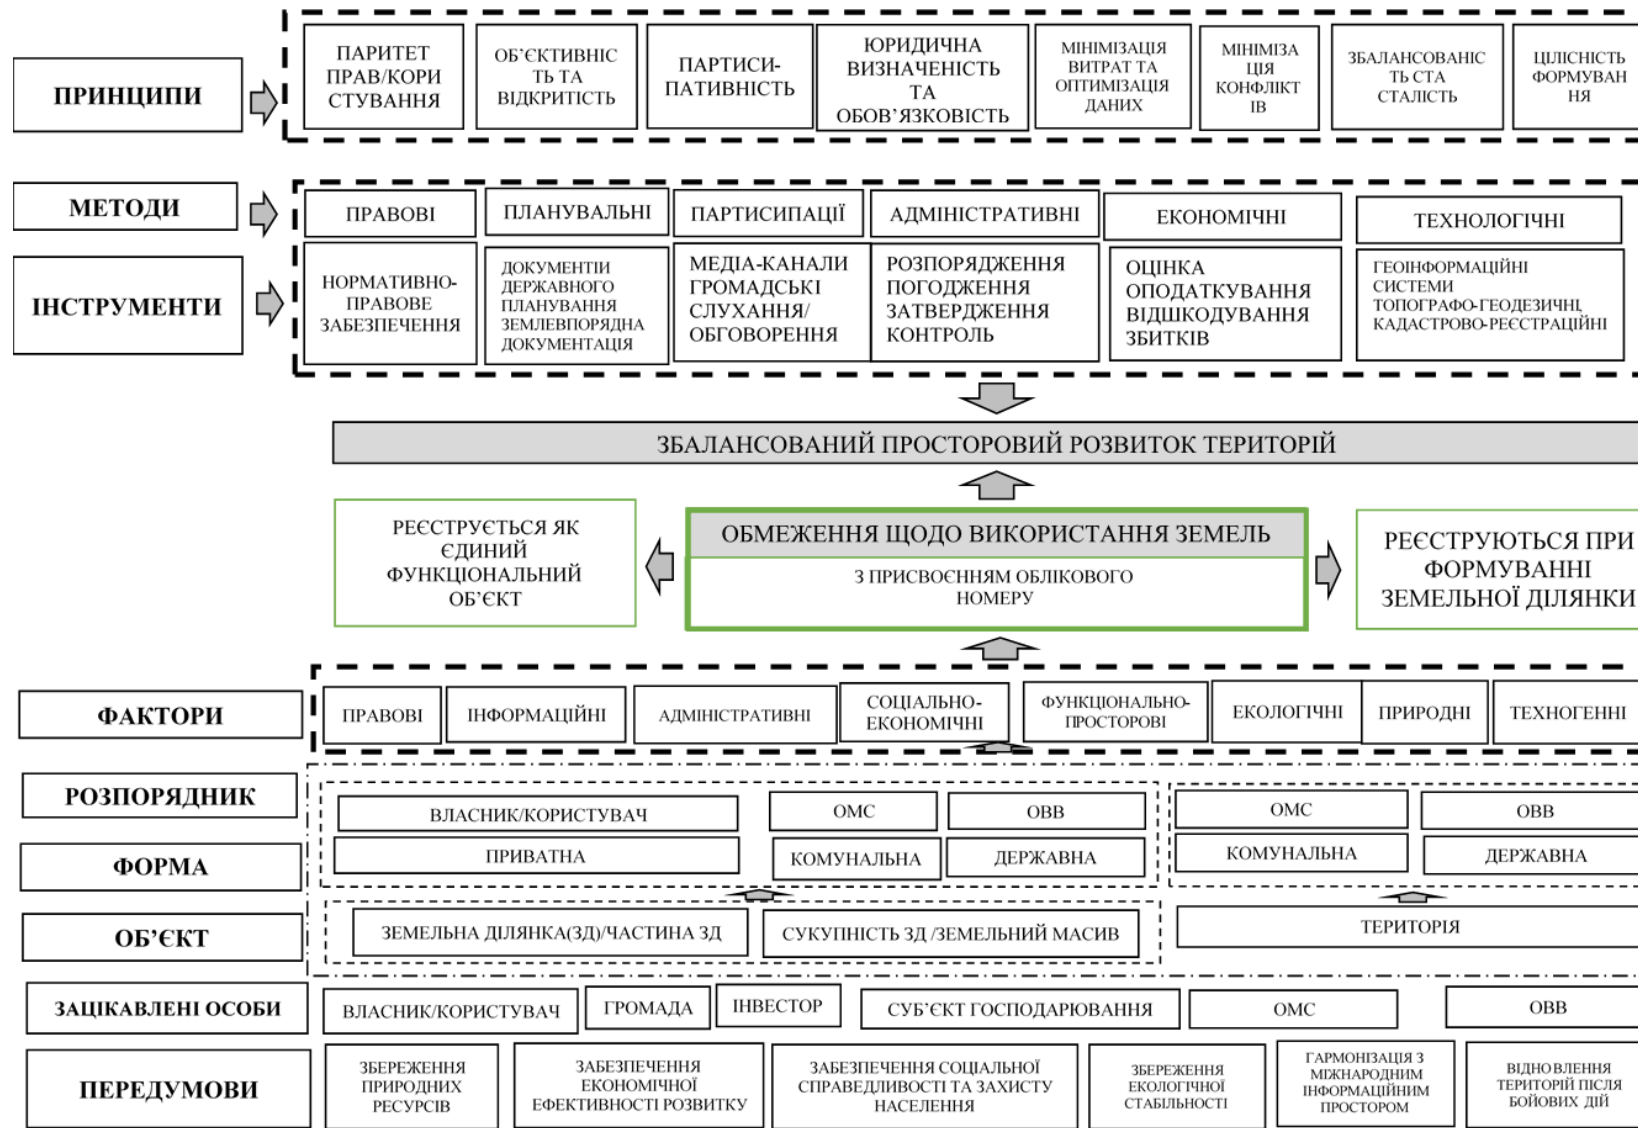 ПРИНЦИПИ
ПАРИТЕТ
ПРАВ/КОРИ
СТУВАННЯ
ОБ’ЄКТИВНІС
ТЬ ТА
ВІДКРИТІСТЬ
ПАРТИСИ-
ПАТИВНІСТЬ
ЮРИДИЧНА
ВИЗНАЧЕНІСТЬ
ТА
ОБОВ’ЯЗКОВІСТЬ
МІНІМІЗАЦІЯ
ВИТРАТ ТА
ОПТИМІЗАЦІЯ
ДАНИХ
МІНІМІЗА
ЦІЯ
КОНФЛІКТ
ІВ
ЗБАЛАНСОВАНІС
ТЬ СТА
СТАЛІСТЬ
ЦІЛІСНІСТЬ
ФОРМУВАН
НЯ
МЕТОДИ
ПРАВОВІ
ПЛАНУВАЛЬНІ
ПАРТИСИПАЦІЇ
АДМІНІСТРАТИВНІ
ЕКОНОМІЧНІ
ТЕХНОЛОГІЧНІ
ІНСТРУМЕНТИ
НОРМАТИВНО-
ПРАВОВЕ
ЗАБЕЗПЕЧЕННЯ
ДОКУМЕНТІИ
ДЕРЖАВНОГО
ПЛАНУВАННЯ
ЗЕМЛЕВПОРЯДНА
ДОКУМЕНТАЦІЯ
МЕДІА-КАНАЛИ
ГРОМАДСЬКІ
СЛУХАННЯ/
ОБГОВОРЕННЯ
РОЗПОРЯДЖЕННЯ
ПОГОДЖЕННЯ
ЗАТВЕРДЖЕННЯ
КОНТРОЛЬ
ОЦІНКА
ОПОДАТКУВАННЯ
ВІДШКОДУВАННЯ
ЗБИТКІВ
ГЕОІНФОРМАЦІЙНІ
СИСТЕМИ
ТОПОГРАФО-ГЕОДЕЗИЧНІ,
КАДАСТРОВО-РЕЄСТРАЦІЙНІ
ЗБАЛАНСОВАНИЙ ПРОСТОРОВИЙ РОЗВИТОК ТЕРИТОРІЙ
РЕЄСТРУЄТЬСЯ ЯК
ЄДИНИЙ
ФУНКЦІОНАЛЬНИЙ
ОБ’ЄКТ
ОБМЕЖЕННЯ ЩОДО ВИКОРИСТАННЯ ЗЕМЕЛЬ
З ПРИСВОЄННЯМ ОБЛІКОВОГО
НОМЕРУ
РЕЄСТРУЮТЬСЯ ПРИ
ФОРМУВАННІ
ЗЕМЕЛЬНОЇ ДІЛЯНКИ
ФАКТОРИ
ПРАВОВІ
ІНФОРМАЦІЙНІ
АДМІНІСТРАТИВНІ
СОЦІАЛЬНО-
ЕКОНОМІЧНІ
ФУНКЦІОНАЛЬНО-
ПРОСТОРОВІ
ЕКОЛОГІЧНІ
ПРИРОДНІ
ТЕХНОГЕННІ
РОЗПОРЯДНИК
ВЛАСНИК/КОРИСТУВАЧ
ОМС
ОВВ
ОМС
ОВВ
ФОРМА
ПРИВАТНА
КОМУНАЛЬНА
ДЕРЖАВНА
КОМУНАЛЬНА
ДЕРЖАВНА
ОБ’ЄКТ
ЗЕМЕЛЬНА ДІЛЯНКА(ЗД)/ЧАСТИНА ЗД
СУКУПНІСТЬ ЗД /ЗЕМЕЛЬНИЙ МАСИВ
ТЕРИТОРІЯ
ЗАЦІКАВЛЕНІ ОСОБИ
ВЛАСНИК/КОРИСТУВАЧ
ГРОМАДА
ІНВЕСТОР
СУБ’ЄКТ ГОСПОДАРЮВАННЯ
ОМС
ОВВ
ПЕРЕДУМОВИ
ЗБЕРЕЖЕННЯ
ПРИРОДНИХ
РЕСУРСІВ
ЗАБЕЗПЕЧЕННЯ
ЕКОНОМІЧНОЇ
ЕФЕКТИВНОСТІ РОЗВИТКУ
ЗАБЕЗПЕЧЕННЯ СОЦІАЛЬНОЇ
СПРАВЕДЛИВОСТІ ТА ЗАХИСТУ
НАСЕЛЕННЯ
ЗБЕРЕЖЕННЯ
ЕКОЛОГІЧНОЇ
СТАБІЛЬНОСТІ
ГАРМОНІЗАЦІЯ З
МІЖНАРОДНИМ
ІНФОРМАЦІЙНИМ
ПРОСТОРОМ
ВІДНОВЛЕННЯ
ТЕРИТОРІЙ ПІСЛЯ
БОЙОВИХ ДІЙ